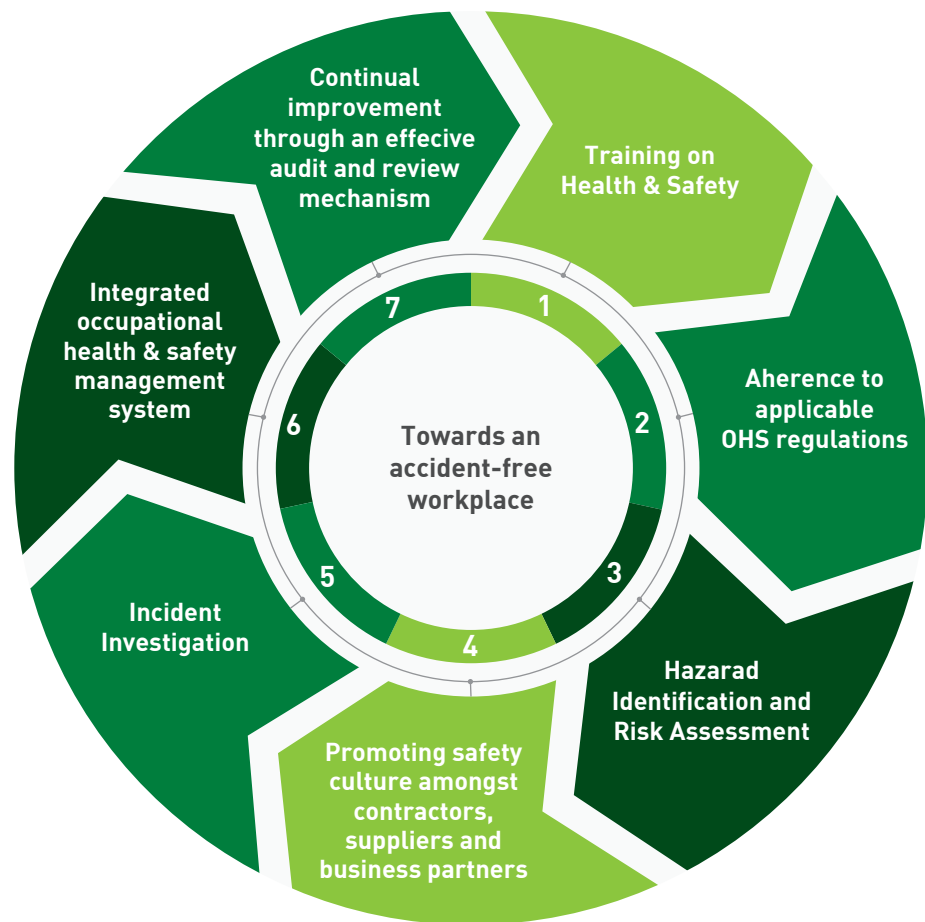 Towards an
accident-free
workplace
1
Training on
Health & Safety
2
Aherence to
applicable
OHS regulations
3
Hazarad
Identification and
Risk Assessment
4
Promoting safety
culture amongst
contractors,
suppliers and
business partners
5
Incident
Investigation
6
Integrated
occupational
health & safety
management
system
7
Continual
improvement
through an effecive
audit and review
mechanism